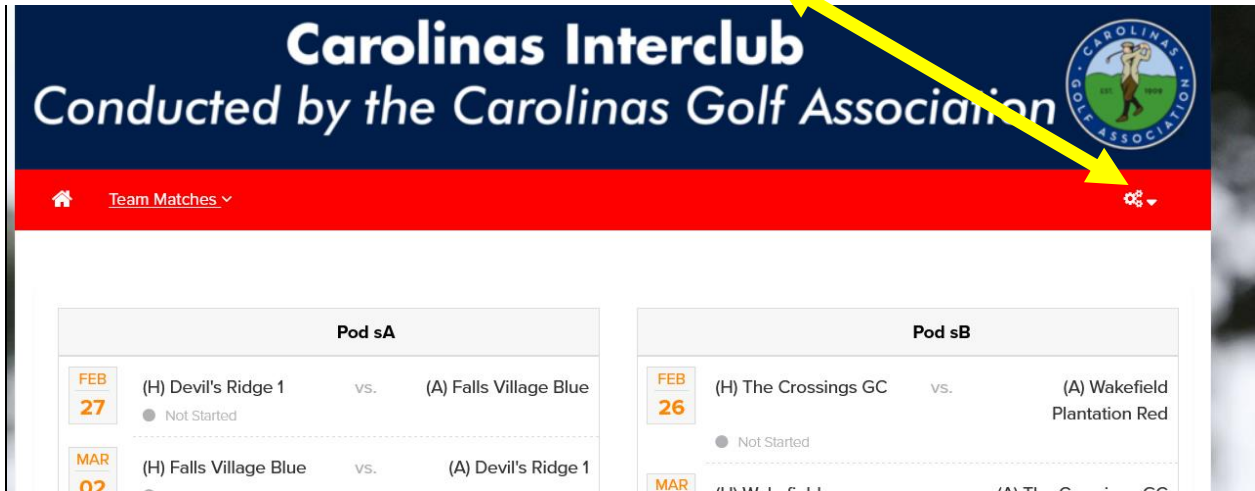 Carolinas Interclub
Conducted by the Carolinas Golf Association
CAROLINAS GOLF ASSOCIATION
EST. 1909
Team Matches
Pod sA
FEB
27
(H) Devil's Ridge 1 vs. (A) Falls Village Blue
Not Started
MAR
02
(H) Falls Village Blue vs. (A) Devil's Ridge 1
Pod sB
FEB
26
(H) The Crossings GC vs. (A) Wakefield
Plantation Red
Not Started
MAR